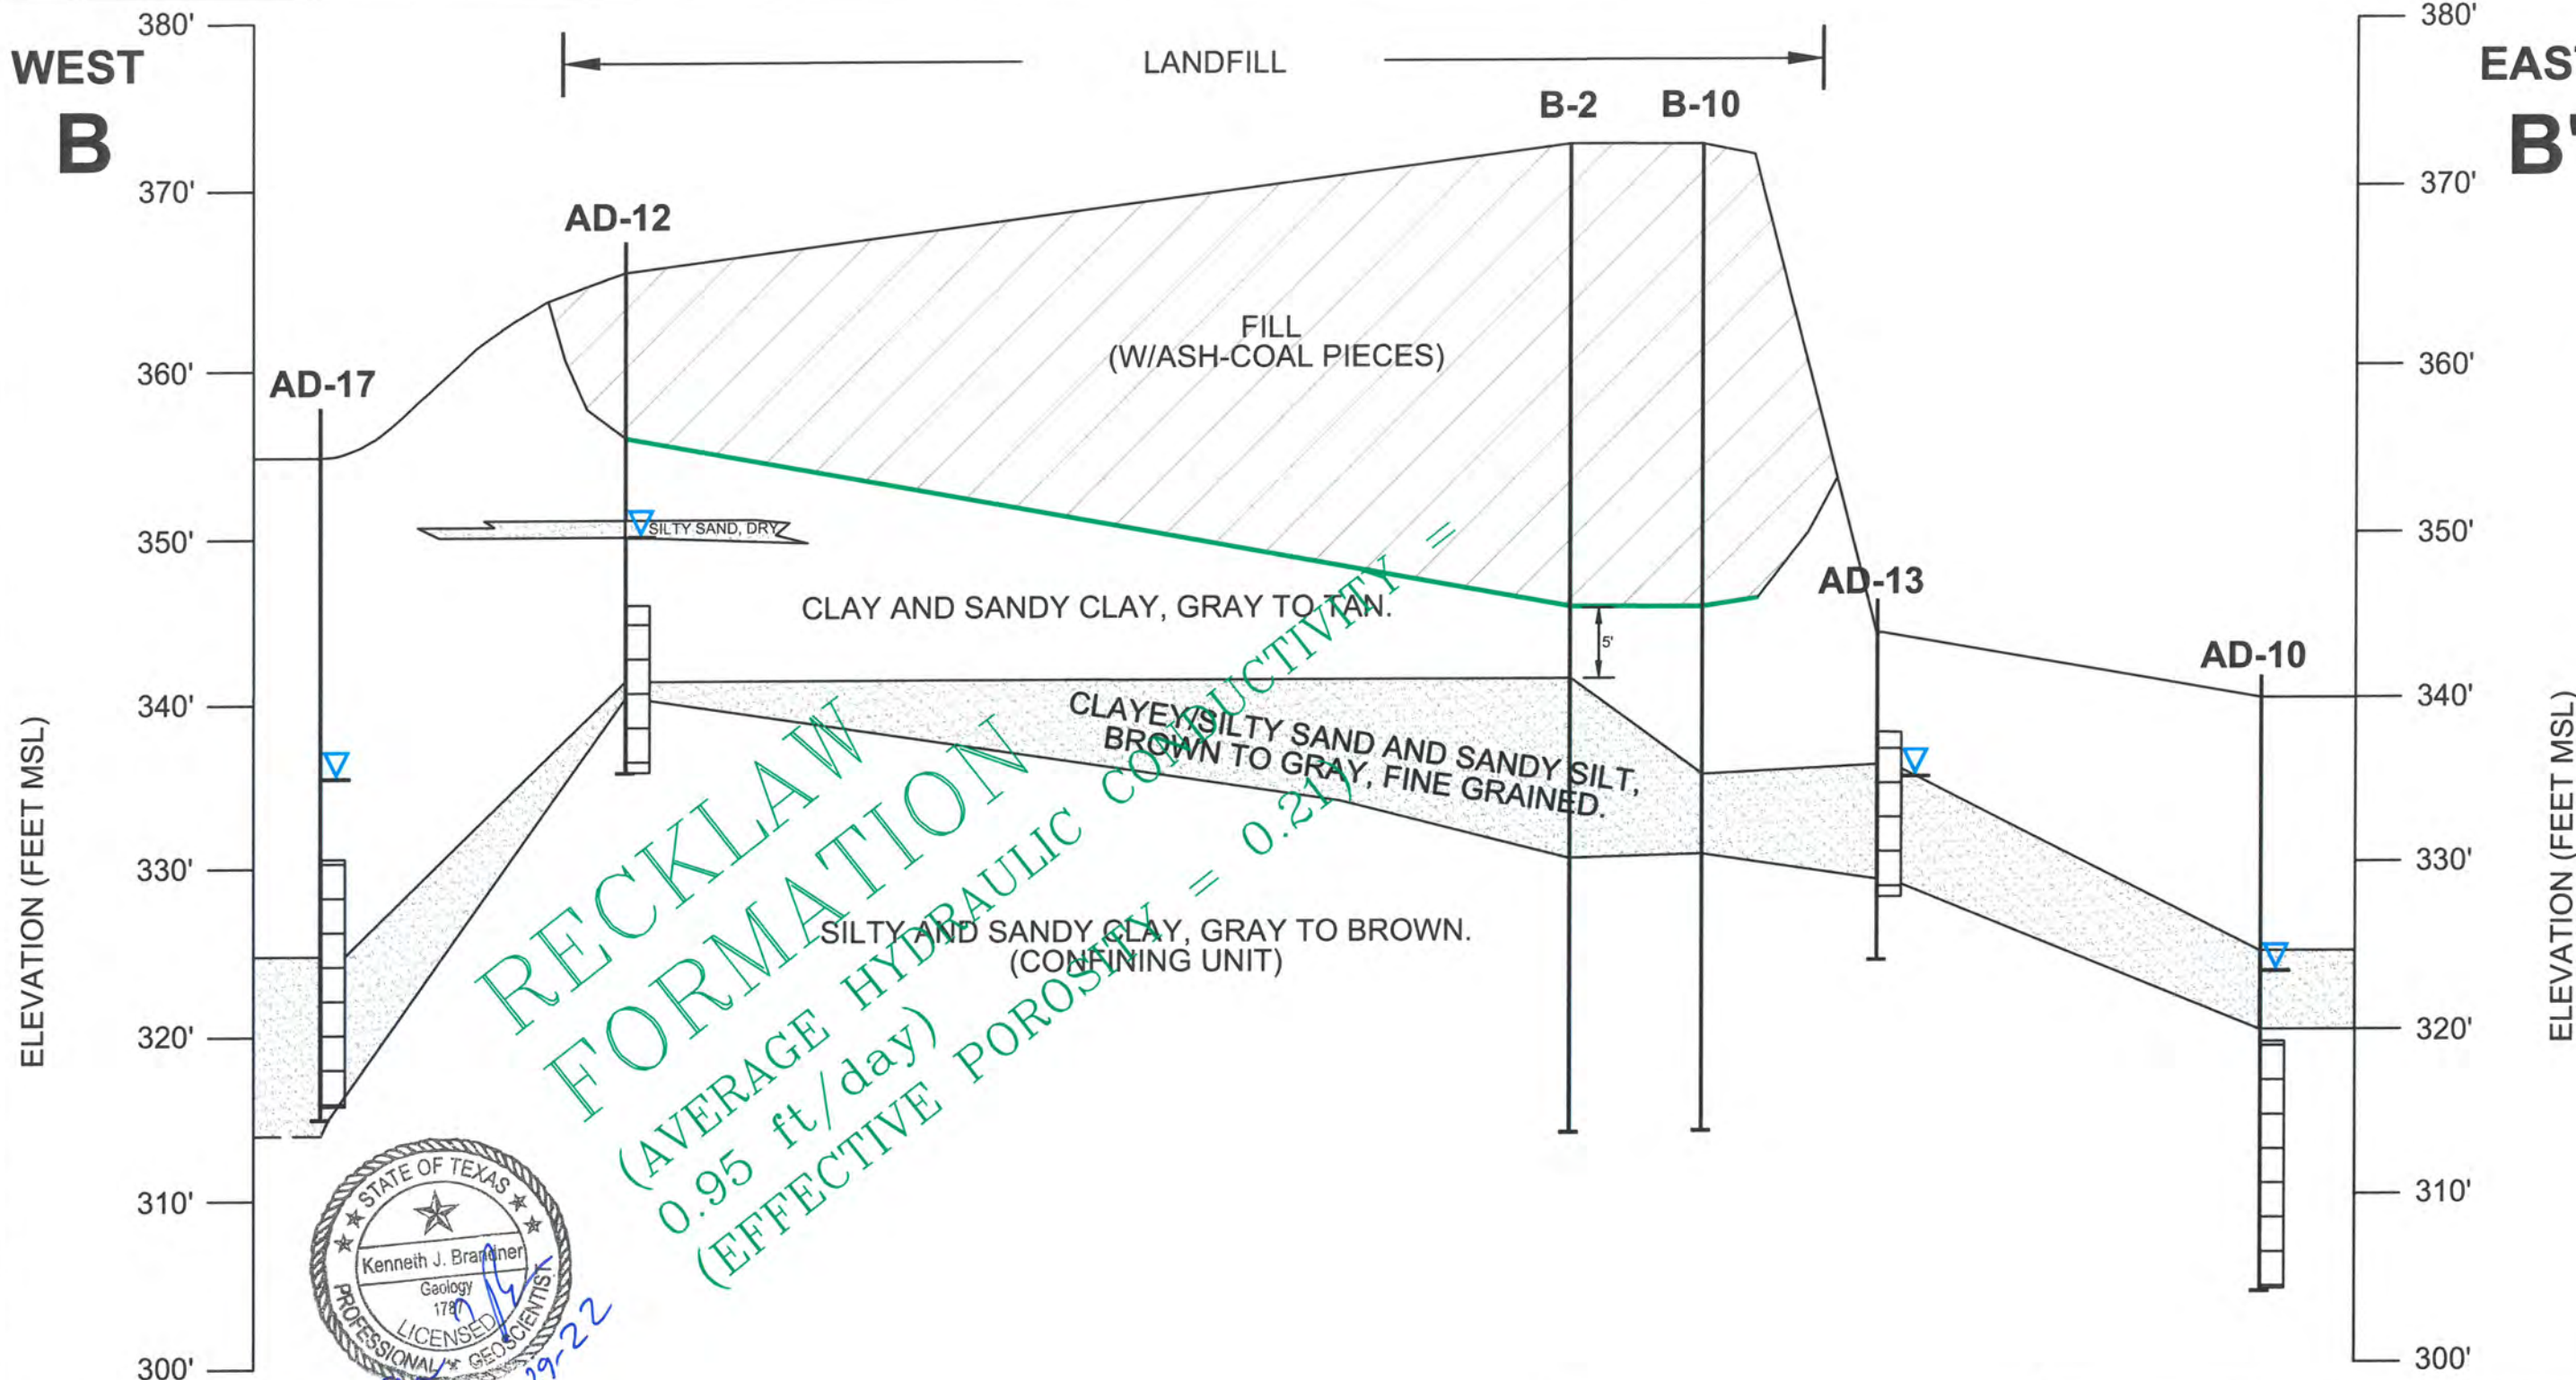 WEST
B
EAS
B'
380'
370'
360'
350'
340'
330'
320'
310'
300'
ELEVATION (FEET MSL)
LANDFILL
B-2
B-10
AD-12
AD-17
FILL
(W/ASH-COAL PIECES)
SILTY SAND, DRY
CLAY AND SANDY CLAY, GRAY TO TAN.
5'
AD-13
AD-10
CLAYEY/SILTY SAND AND SANDY SILT,
BROWN TO GRAY, FINE GRAINED.
SILTY AND SANDY CLAY, GRAY TO BROWN.
(CONFINING UNIT)
RECKLAW
FORMATION
(AVERAGE HYDRAULIC CONDUCTIVITY =
0.95 ft/day)
(EFFECTIVE POROSITY = 0.21)
STATE OF TEXAS
Kenneth J. Brandner
Geology
1787
LICENSED
PROFESSIONAL GEOSCIENTIST
29-22
380'
370'
360'
350'
340'
330'
320'
310'
300'
ELEVATION (FEET MSL)